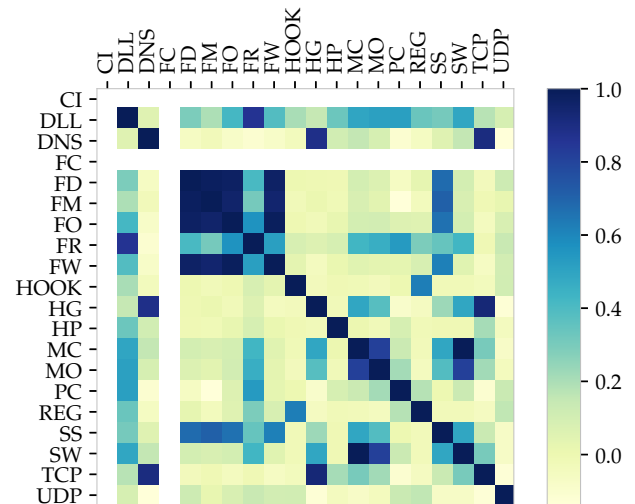 CI DLL DNS FC FD FM FO FR FW HOOK HG HP MC MO PC REG SS SW TCP UDP
CI
DLL
DNS
FC
FD
FM
FO
FR
FW
HOOK
HG
HP
MC
MO
PC
REG
SS
SW
TCP
UDP
1.0
0.8
0.6
0.4
0.2
0.0